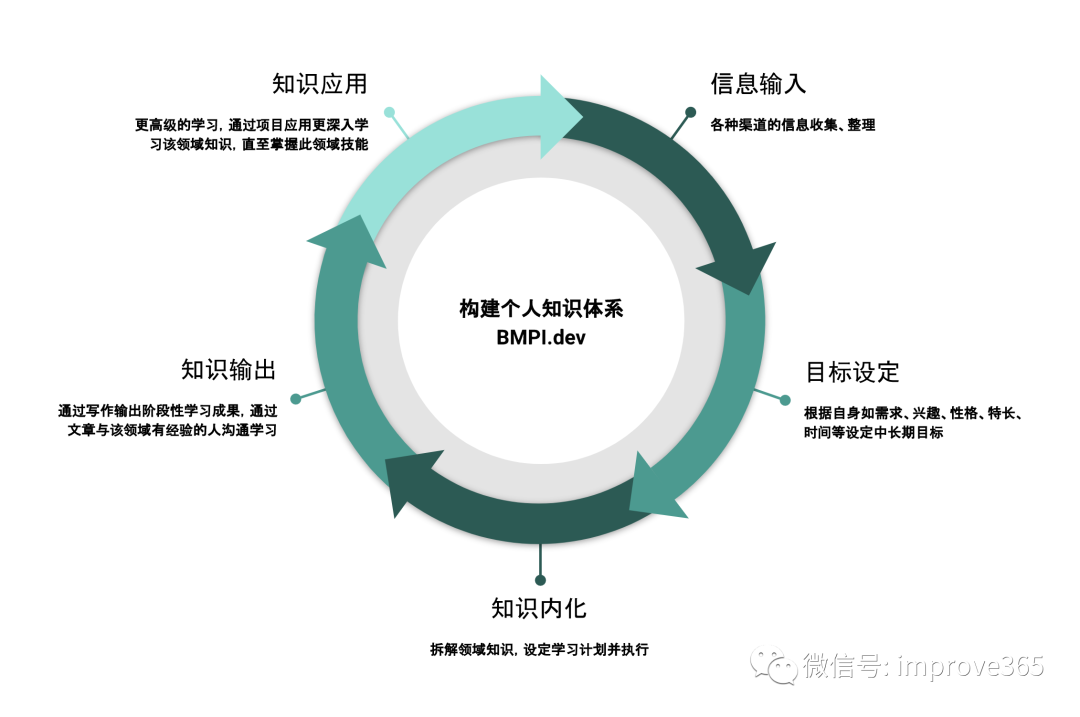 知识应用
更高级的学习，通过项目应用更深入学
习该领域知识，直至掌握此领域技能
信息输入
各种渠道的信息收集、整理
构建个人知识体系
BMPI.dev
目标设定
根据自身如需求、兴趣、性格、特长、
时间等设定中长期目标
知识输出
通过写作输出阶段性学习成果，通过
文章与该领域有经验的人沟通学习
知识内化
拆解领域知识，设定学习计划并执行
微信号: improve365